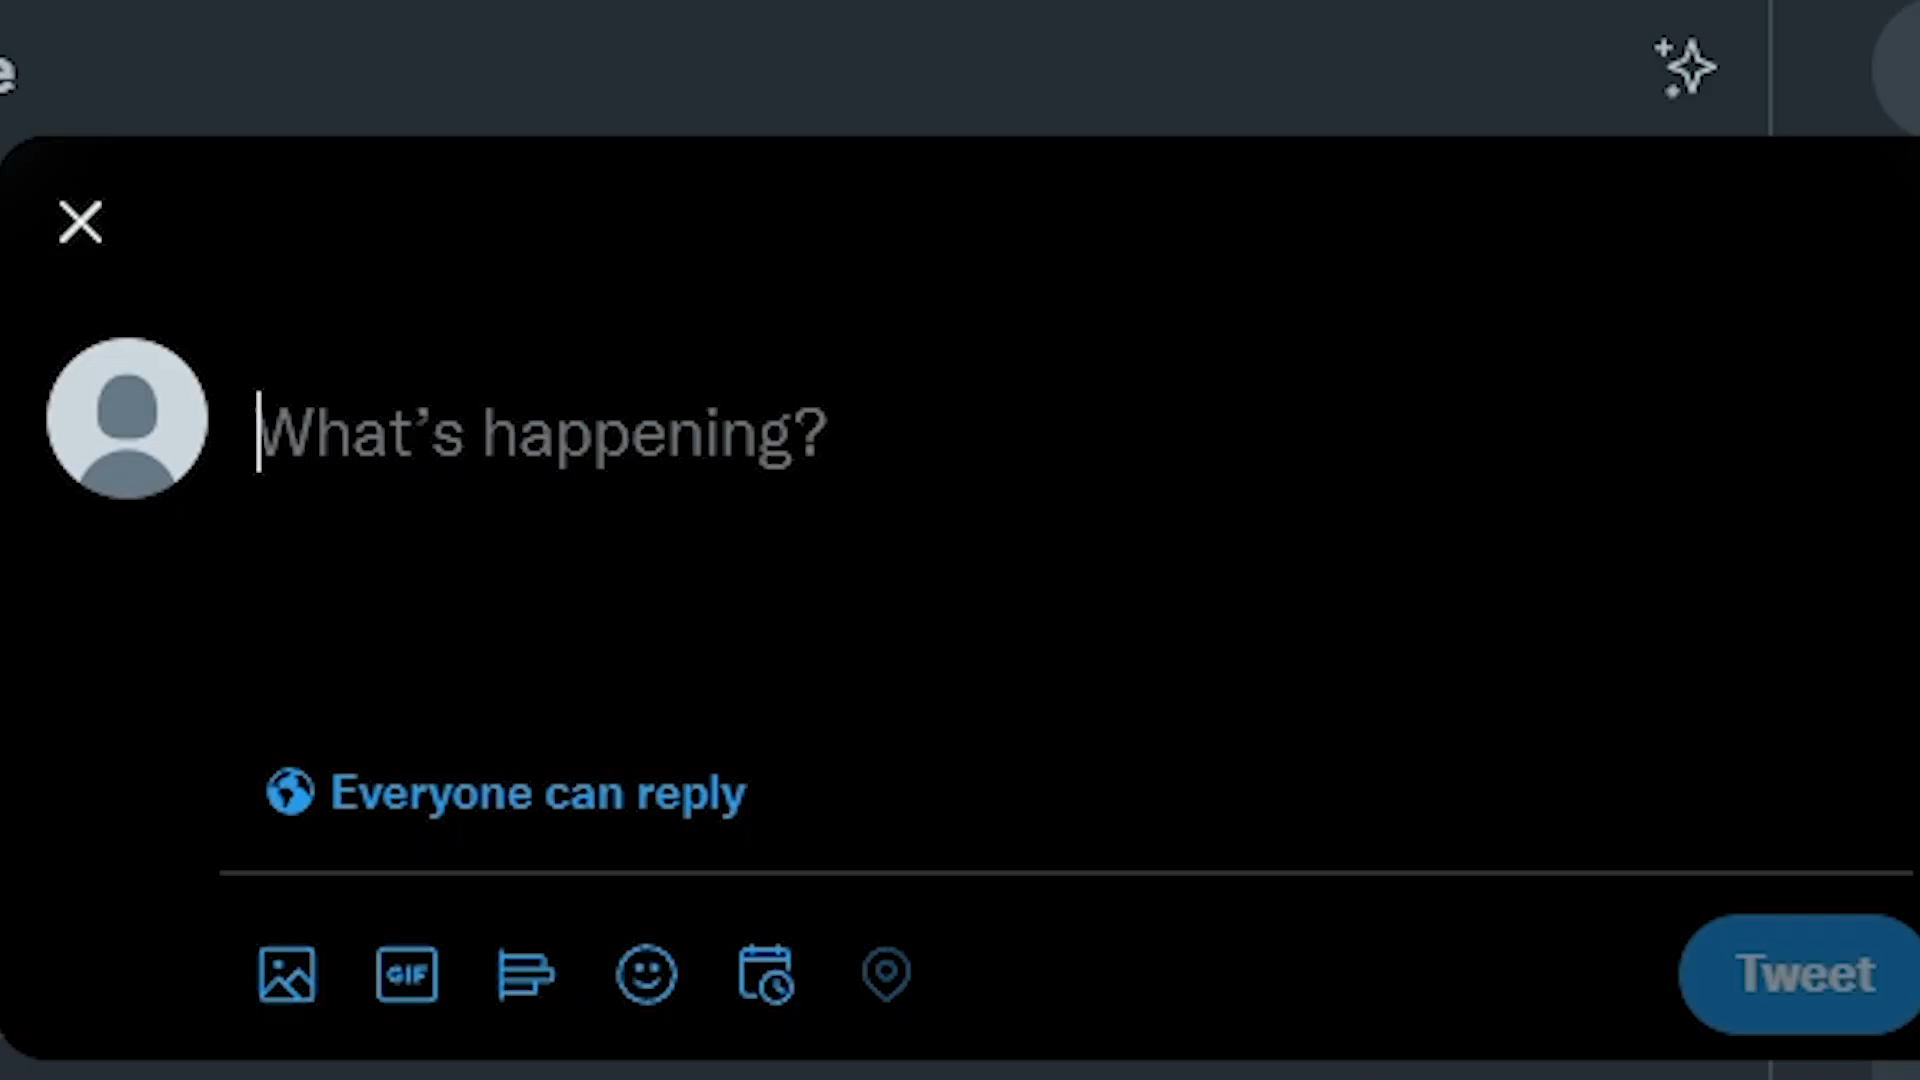 e
What’s happening?
Everyone can reply
GIF
Tweet